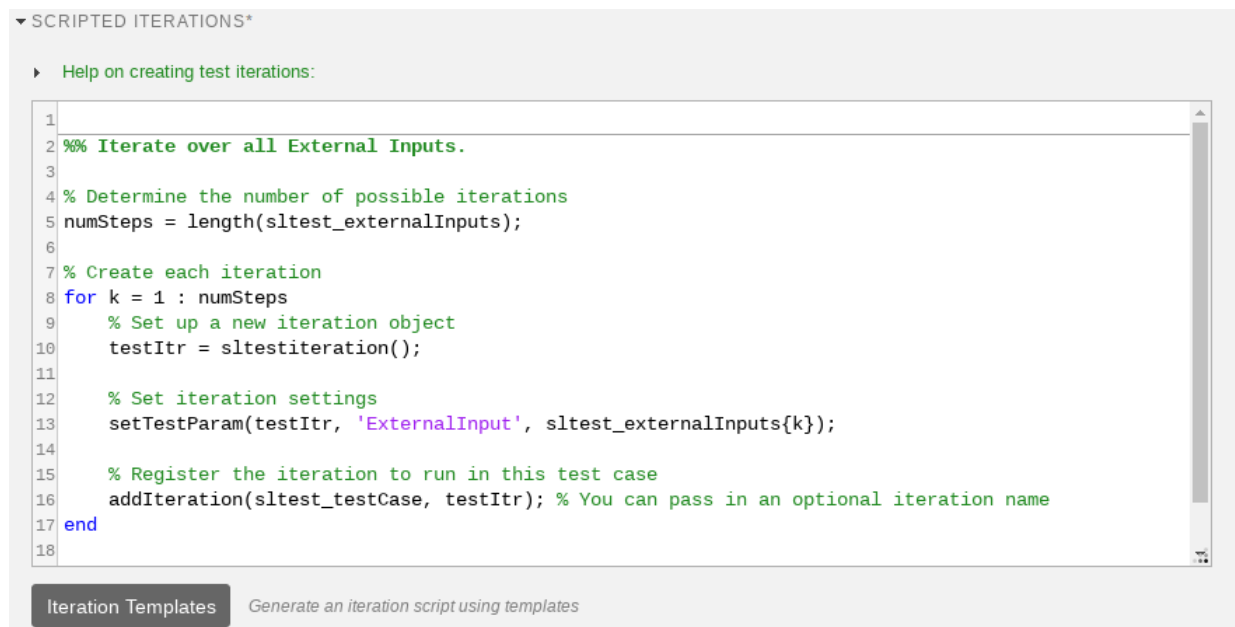 SCRIPTED ITERATIONS*
Help on creating test iterations:
1
2 %% Iterate over all External Inputs.
3
4 % Determine the number of possible iterations
5 numSteps = length(sltest_externalInputs);
6
7 % Create each iteration
8 for k = 1 : numSteps
9     % Set up a new iteration object
10     testItr = sltestiteration();
11
12     % Set iteration settings
13     setTestParam(testItr, 'ExternalInput', sltest_externalInputs{k});
14
15     % Register the iteration to run in this test case
16     addIteration(sltest_testCase, testItr); % You can pass in an optional iteration name
17 end
18
Iteration Templates Generate an iteration script using templates